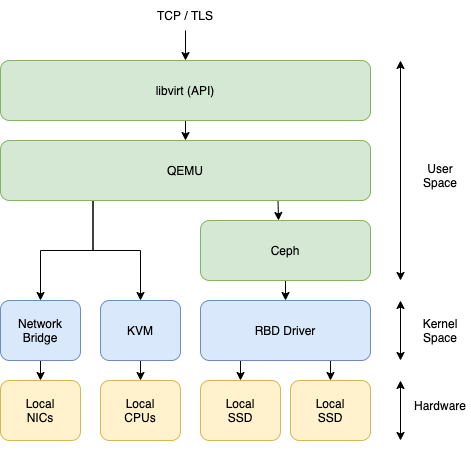 TCP / TLS
libvirt (API)
QEMU
User
Space
Ceph
Network
Bridge
KVM
RBD Driver
Kernel
Space
Local
NICs
Local
CPUs
Local
SSD
Local
SSD
Hardware